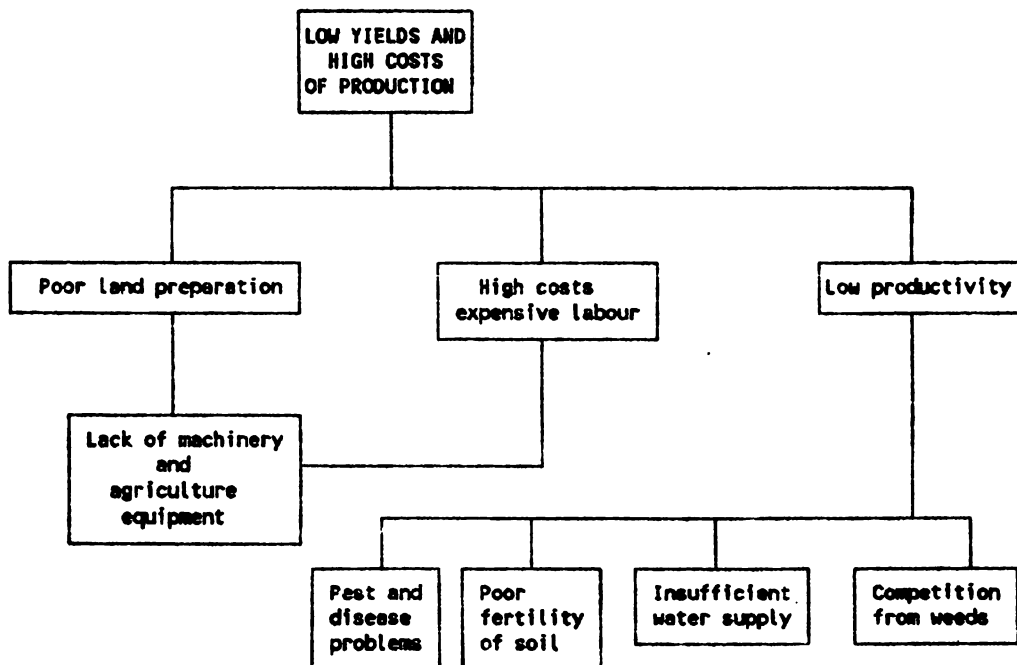 LOW YIELDS AND
HIGH COSTS
OF PRODUCTION
Poor land preparation
High costs
expensive labour
Low productivity
Lack of machinery
and
agriculture
equipment
Pest and
disease
problems
Poor
fertility
of soil
Insufficient
water supply
Competition
from weeds